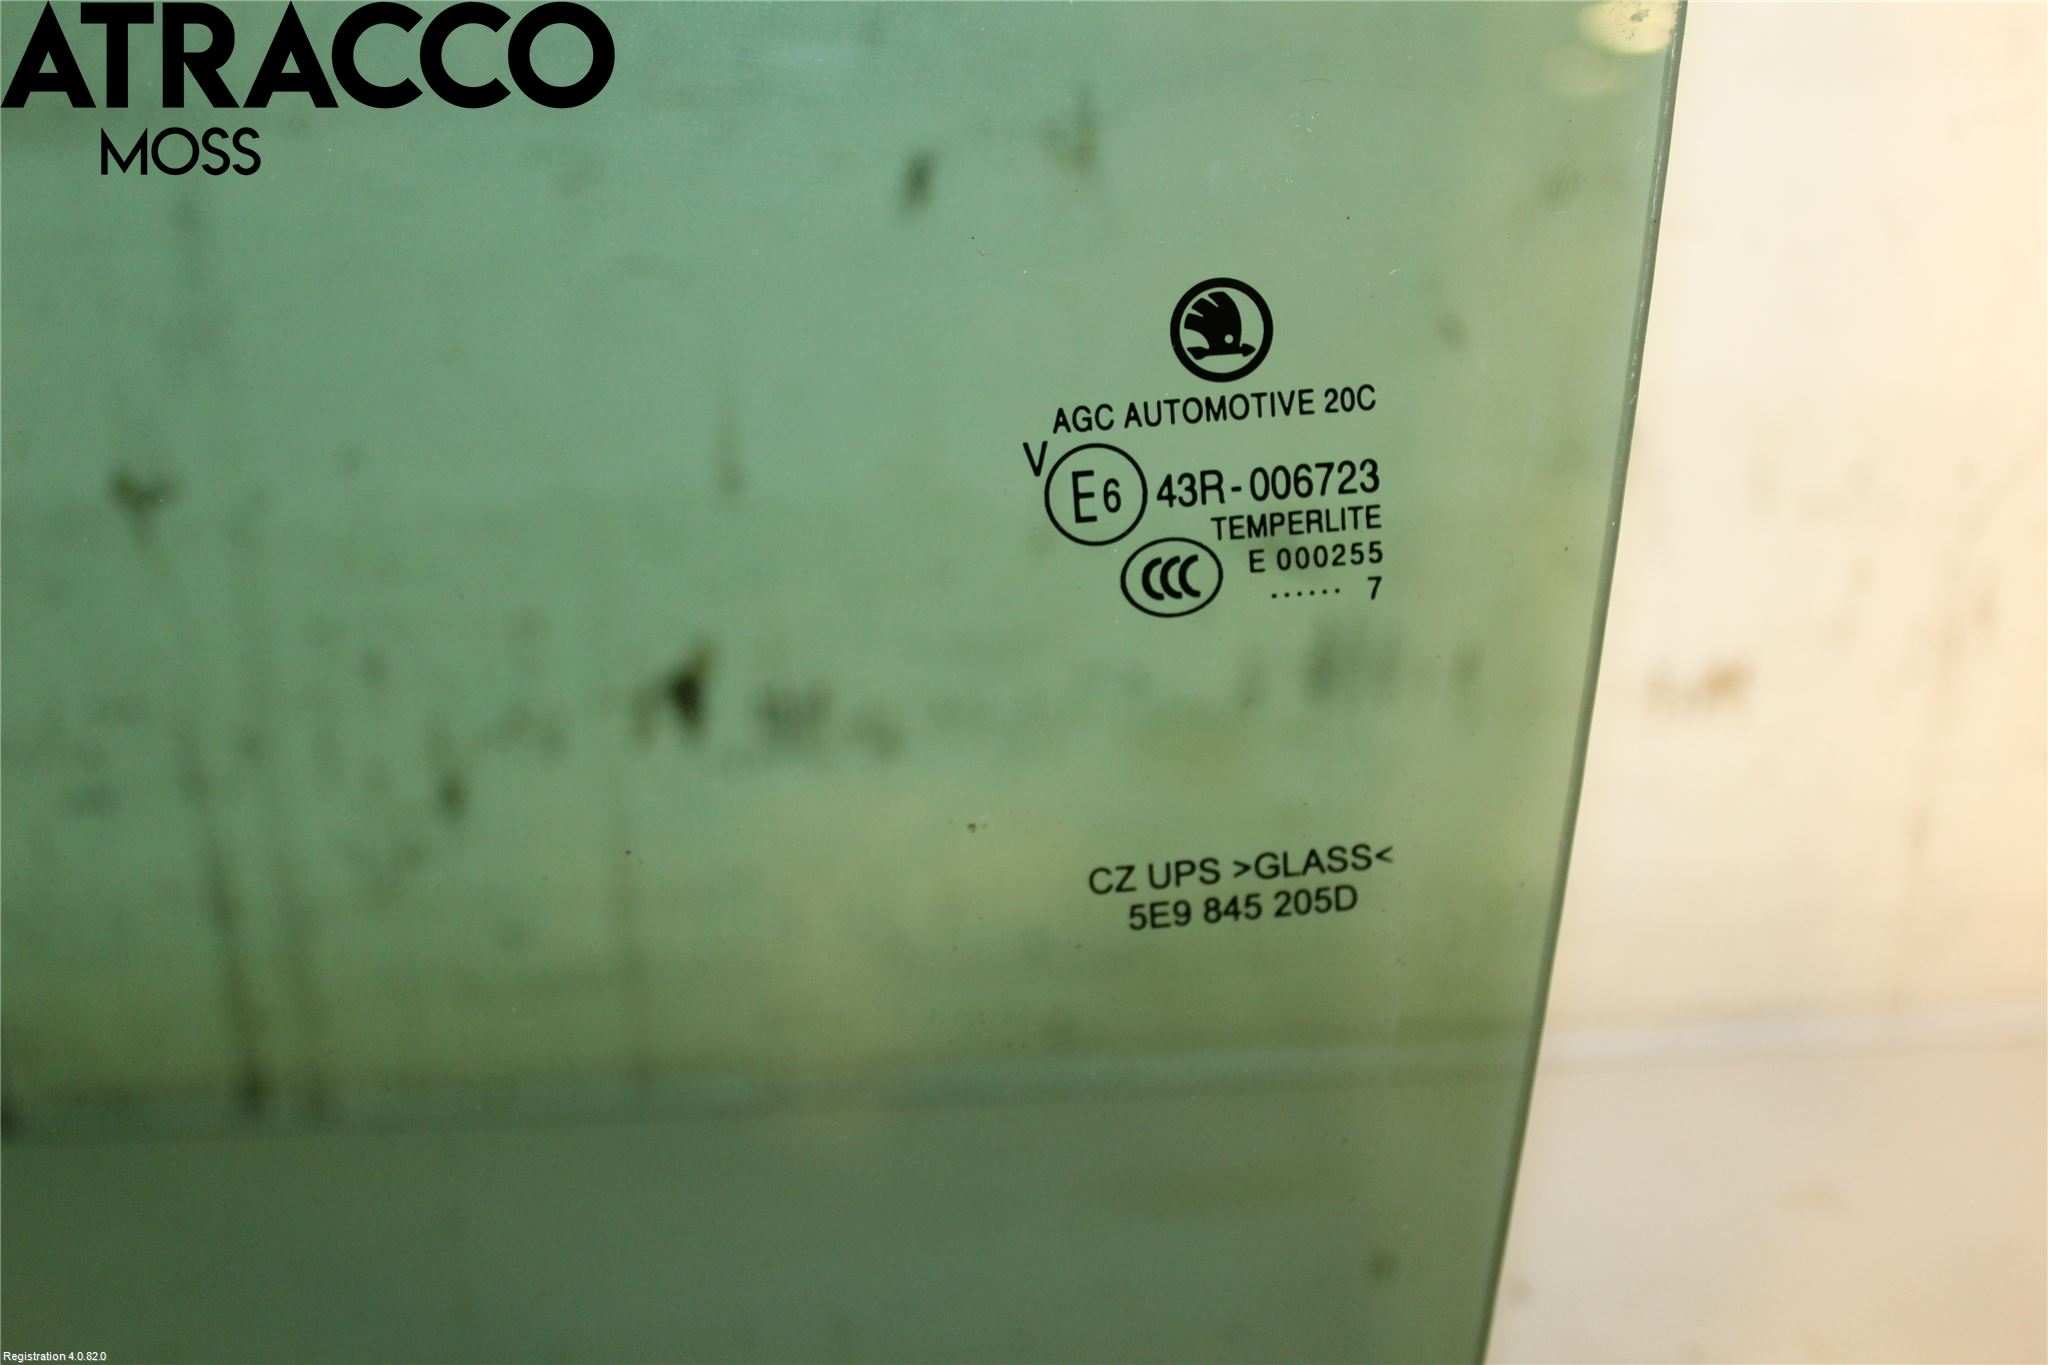 ATRACCO
MOSS
AGC AUTOMOTIVE 20C
V E6 43R-006723
TEMPERLITE
CCC E 000255
...... 7
CZ UPS >GLASS<
5E9 845 205D
Registration 4.0.82.0